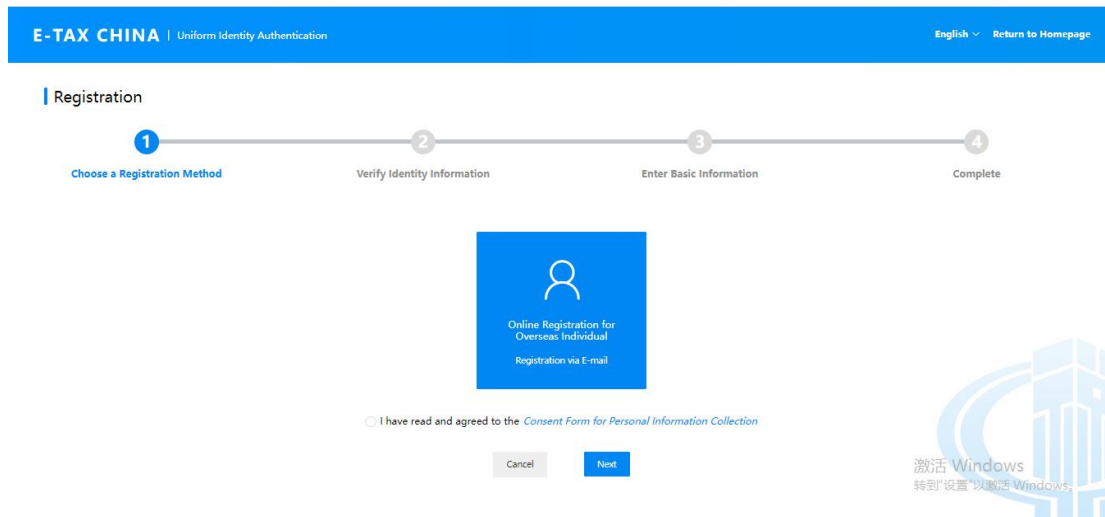 E-TAX CHINA | Uniform Identity Authentication
English Return to Homepage
Registration
1 2 3 4
Choose a Registration Method Verify Identity Information Enter Basic Information Complete
Online Registration for
Overseas Individual
Registration via E-mail
I have read and agreed to the Consent Form for Personal Information Collection
Cancel Next
激活 Windows
转到"设置"以激活 Windows。